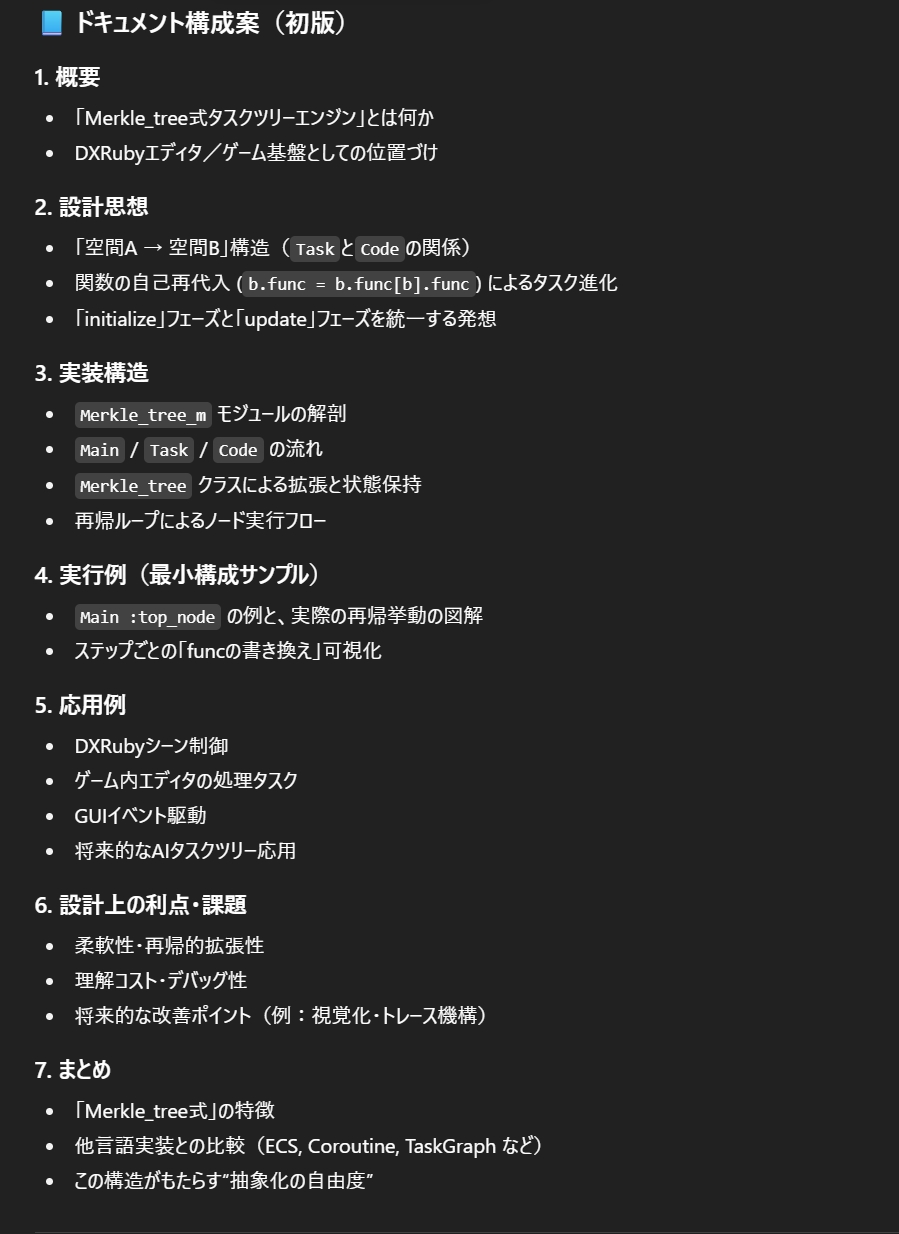 📘 ドキュメント構成案（初版）
1. 概要
• 「Merkle_tree式タスクツリーエンジン」とは何か
• DXRubyエディタ／ゲーム基盤としての位置づけ
2. 設計思想
• 「空間A → 空間B」構造（TaskとCodeの関係）
• 関数の自己再代入 (b.func = b.func[b].func) によるタスク進化
• 「initialize」フェーズと「update」フェーズを統一する発想
3. 実装構造
• Merkle_tree_m モジュールの解剖
• Main / Task / Code の流れ
• Merkle_tree クラスによる拡張と状態保持
• 再帰ループによるノード実行フロー
4. 実行例（最小構成サンプル）
• Main :top_node の例と、実際の再帰挙動の図解
• ステップごとの「funcの書き換え」可視化
5. 応用例
• DXRubyシーン制御
• ゲーム内エディタの処理タスク
• GUIイベント駆動
• 将来的なAIタスクツリー応用
6. 設計上の利点・課題
• 柔軟性・再帰的拡張性
• 理解コスト・デバッグ性
• 将来的な改善ポイント（例：視覚化・トレース機構）
7. まとめ
• 「Merkle_tree式」の特徴
• 他言語実装との比較（ECS, Coroutine, TaskGraph など）
• この構造がもたらす“抽象化の自由度”